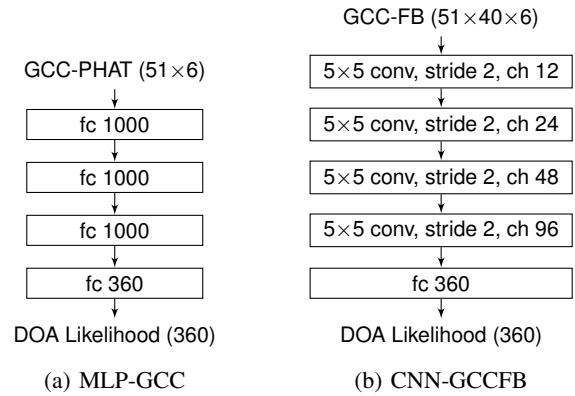 GCC-PHAT (51×6)
fc 1000
fc 1000
fc 1000
fc 360
DOA Likelihood (360)
(a) MLP-GCC
GCC-FB (51×40×6)
5×5 conv, stride 2, ch 12
5×5 conv, stride 2, ch 24
5×5 conv, stride 2, ch 48
5×5 conv, stride 2, ch 96
fc 360
DOA Likelihood (360)
(b) CNN-GCCFB